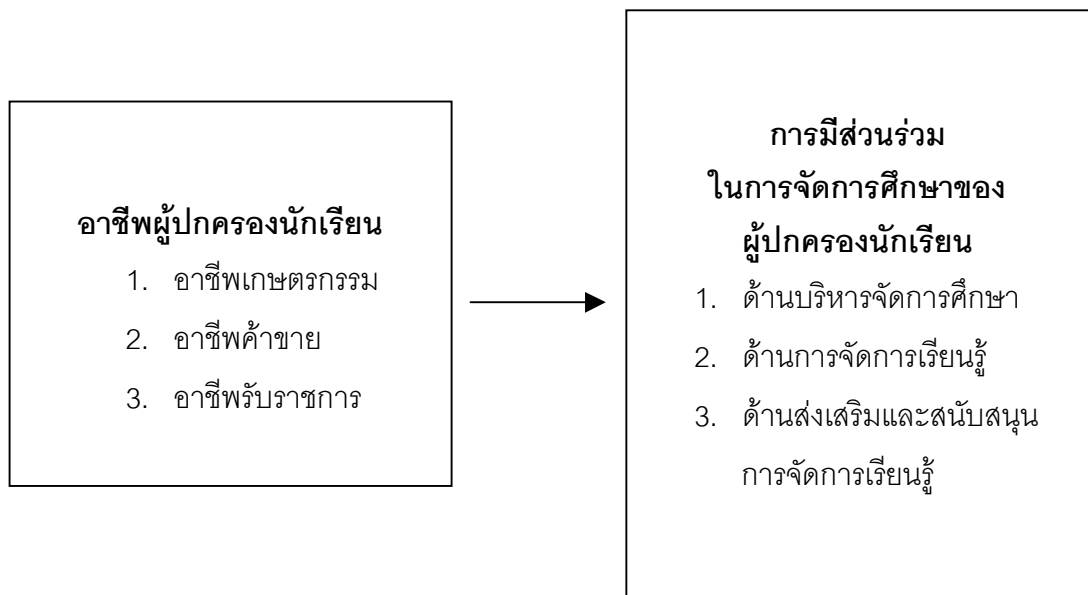 อาชีพผู้ปกครองนักเรียน
1. อาชีพเกษตรกรรม
2. อาชีพค้าขาย
3. อาชีพรับราชการ
การมีส่วนร่วม
ในการจัดการศึกษาของ
ผู้ปกครองนักเรียน
1. ด้านบริหารจัดการศึกษา
2. ด้านการจัดการเรียนรู้
3. ด้านส่งเสริมและสนับสนุน
การจัดการเรียนรู้